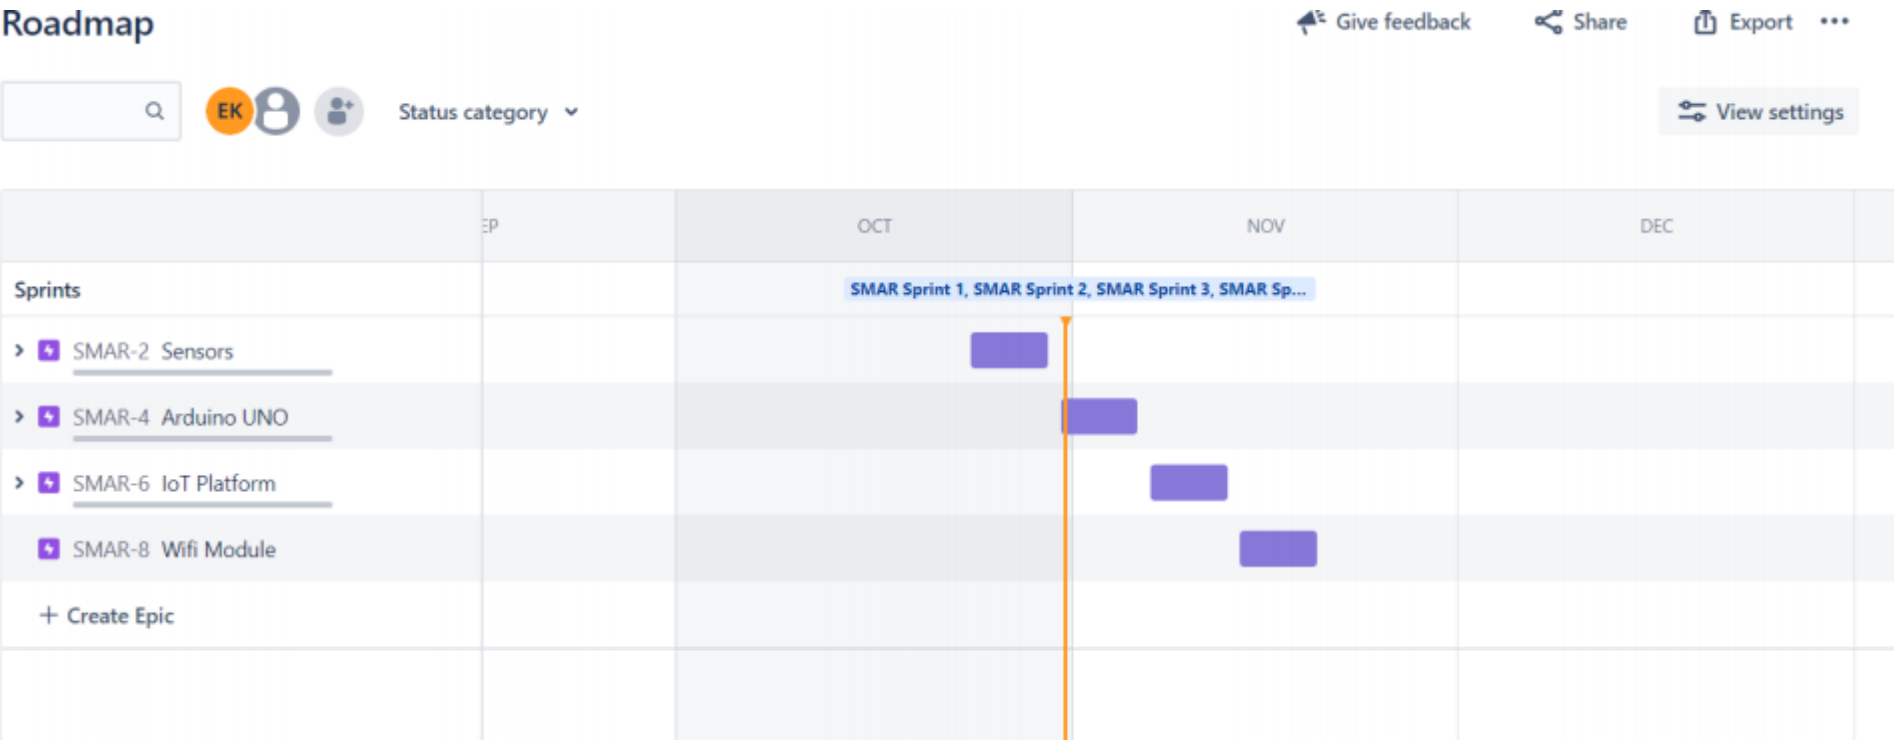 Roadmap
Give feedback
Share
Export
EK
Status category
View settings
EP
OCT
NOV
DEC
Sprints
SMAR Sprint 1, SMAR Sprint 2, SMAR Sprint 3, SMAR Sp...
SMAR-2 Sensors
SMAR-4 Arduino UNO
SMAR-6 IoT Platform
SMAR-8 Wifi Module
+ Create Epic